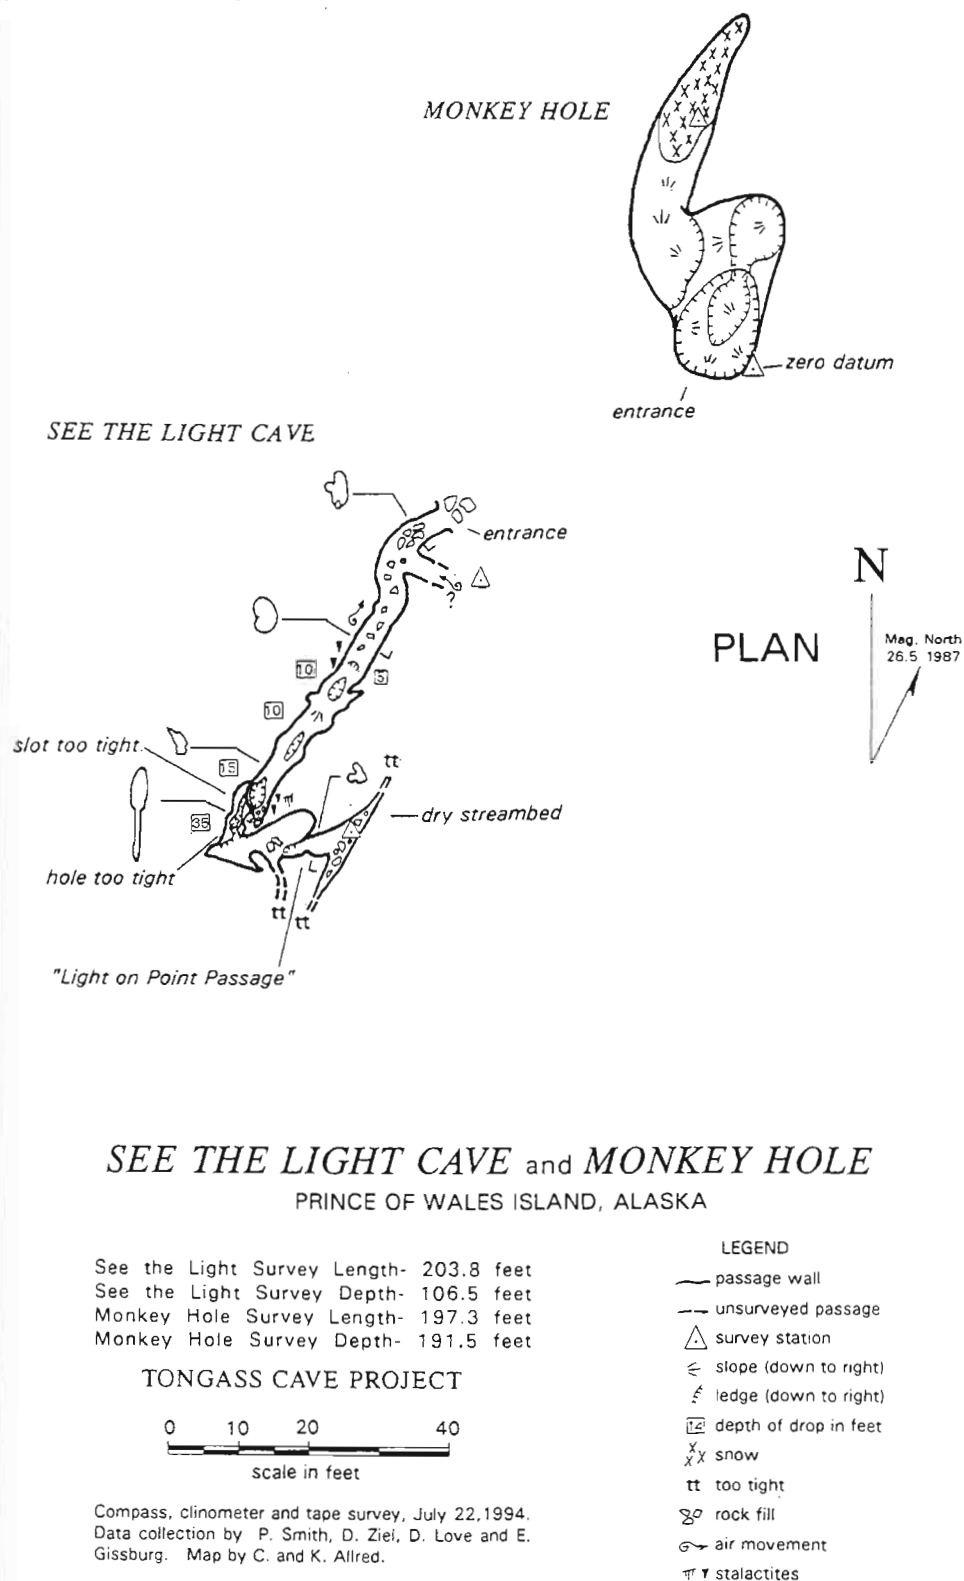 MONKEY HOLE
zero datum
entrance
SEE THE LIGHT CAVE
entrance
?
N
PLAN
Mag. North
26.5 1987
10
5
10
slot too tight
15
tt
dry streambed
35
hole too tight
tt
tt
"Light on Point Passage"
SEE THE LIGHT CAVE and MONKEY HOLE
PRINCE OF WALES ISLAND, ALASKA
See the Light Survey Length- 203.8 feet
See the Light Survey Depth- 106.5 feet
Monkey Hole Survey Length- 197.3 feet
Monkey Hole Survey Depth- 191.5 feet
TONGASS CAVE PROJECT
0 10 20 40
scale in feet
Compass, clinometer and tape survey, July 22,1994.
Data collection by P. Smith, D. Ziel, D. Love and E.
Gissburg. Map by C. and K. Allred.
LEGEND
passage wall
unsurveyed passage
survey station
slope (down to right)
ledge (down to right)
14 depth of drop in feet
snow
tt too tight
rock fill
air movement
stalactites